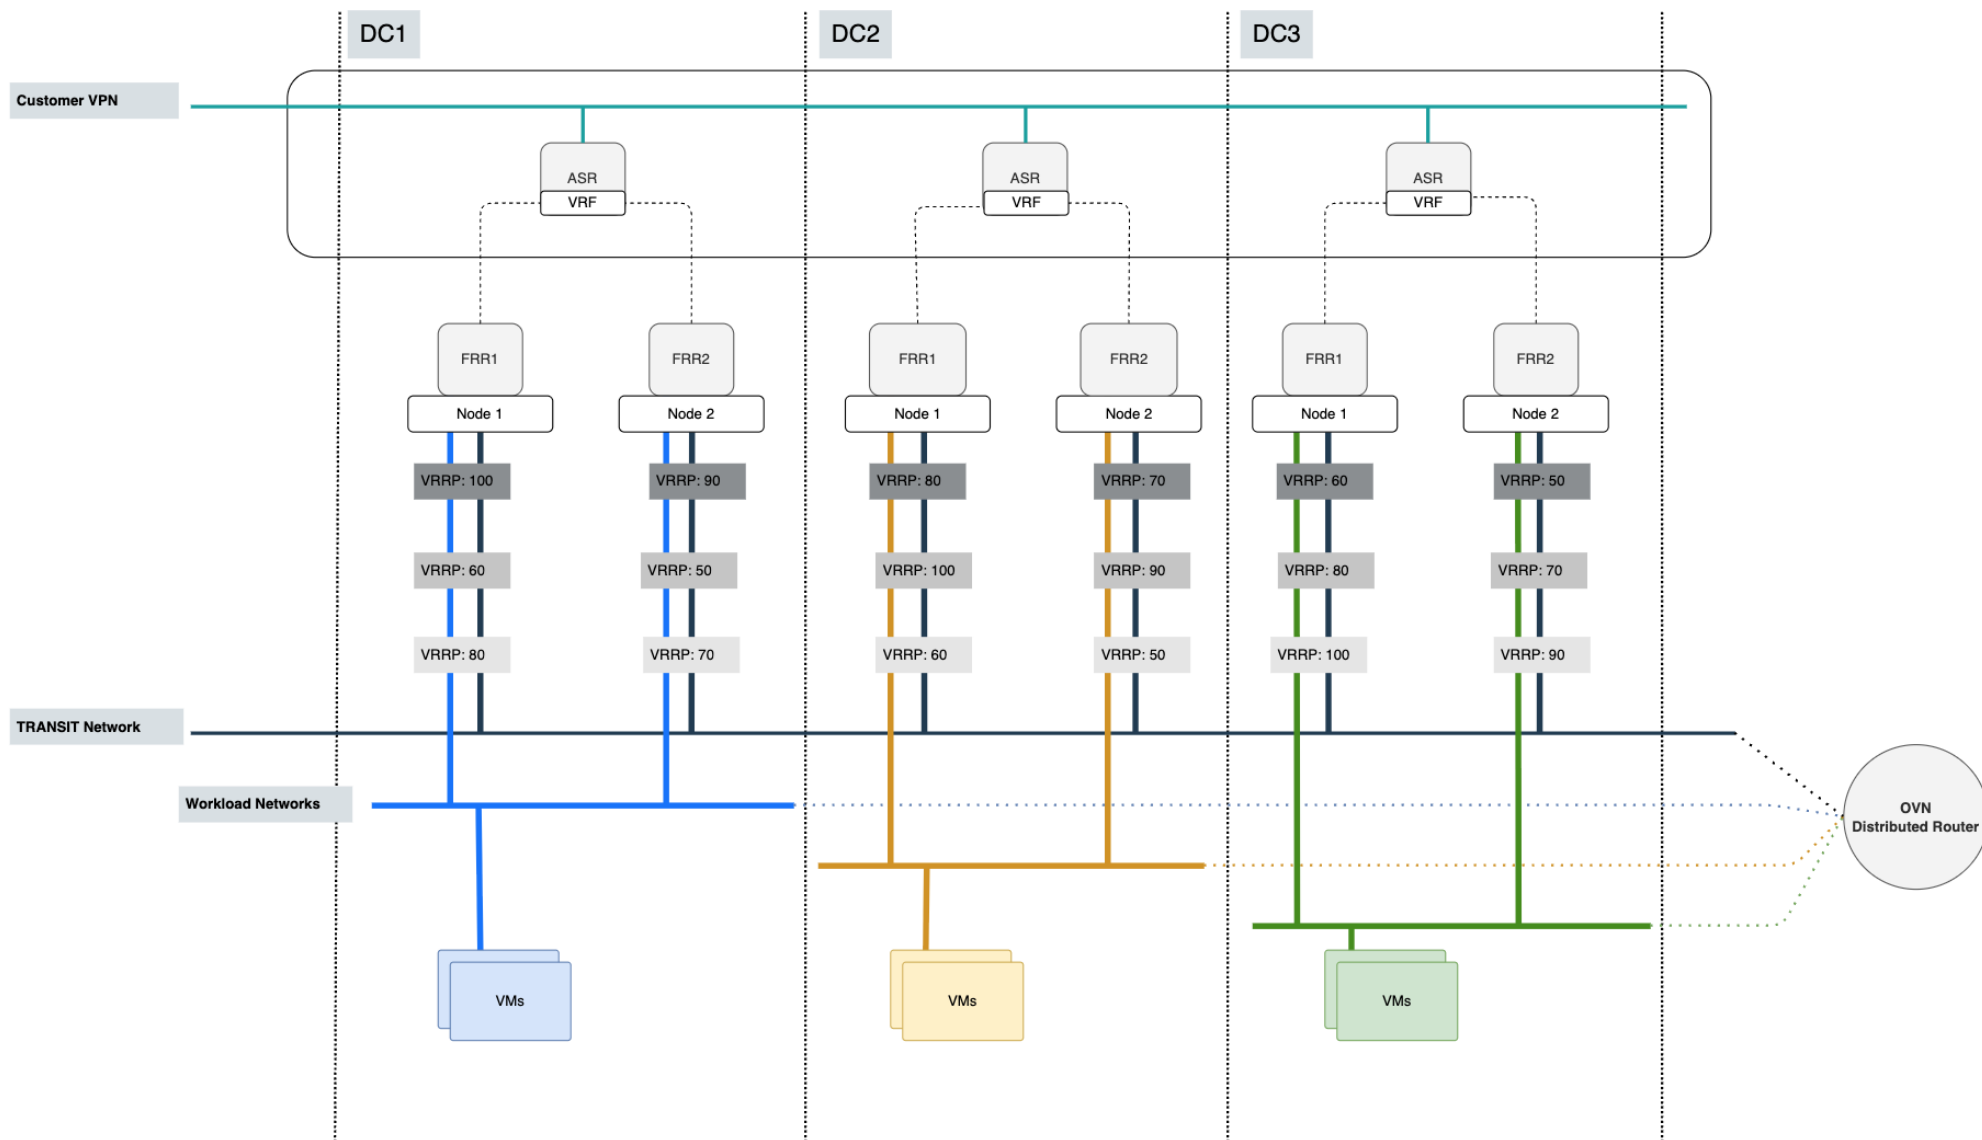 DC1
DC2
DC3
Customer VPN
ASR
VRF
ASR
VRF
ASR
VRF
FRR1
FRR2
FRR1
FRR2
FRR1
FRR2
Node 1
Node 2
Node 1
Node 2
Node 1
Node 2
VRRP: 100
VRRP: 90
VRRP: 80
VRRP: 70
VRRP: 60
VRRP: 50
VRRP: 60
VRRP: 50
VRRP: 100
VRRP: 90
VRRP: 80
VRRP: 70
VRRP: 80
VRRP: 70
VRRP: 60
VRRP: 50
VRRP: 100
VRRP: 90
TRANSIT Network
Workload Networks
OVN
Distributed Router
VMs
VMs
VMs